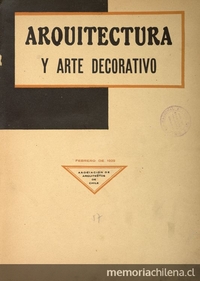 ARQUITECTURA
Y ARTE DECORATIVO
ASOCIACION DE
ARQUITECTOS
DE
CHILE
memoriachilena.cl